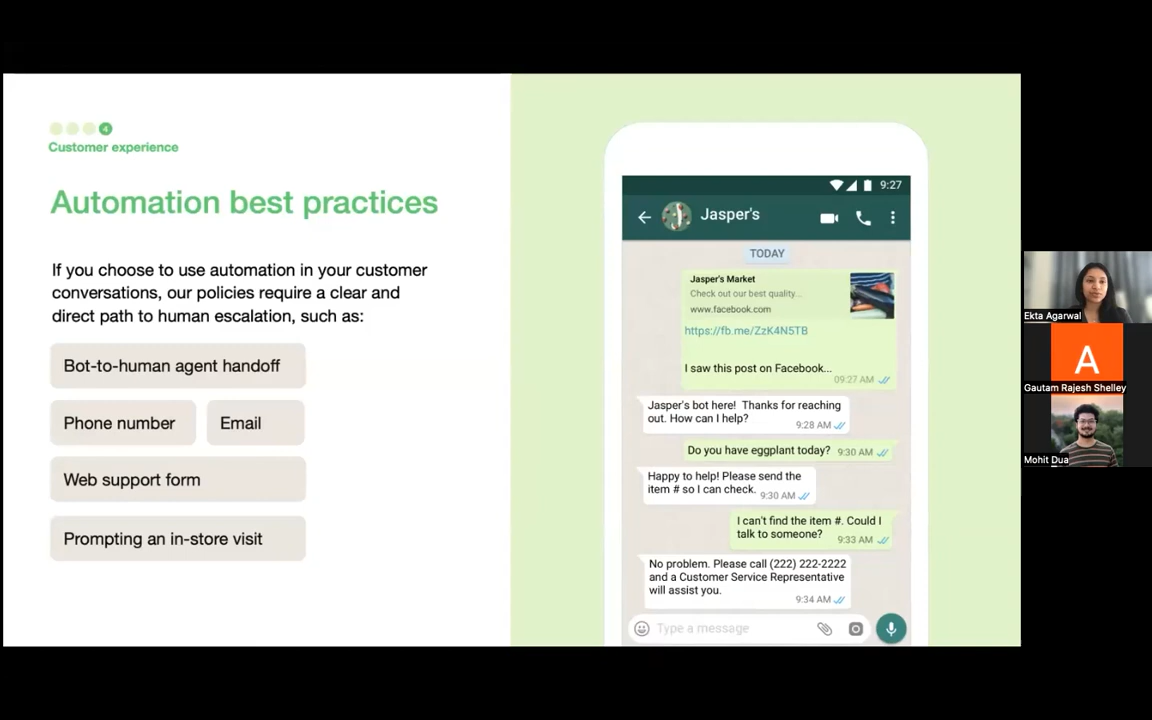 4
Customer experience
Automation best practices
If you choose to use automation in your customer
conversations, our policies require a clear and
direct path to human escalation, such as:
Bot-to-human agent handoff
Phone number
Email
Web support form
Prompting an in-store visit
9:27
Jasper's
TODAY
Jasper's Market
Check out our best quality...
www.facebook.com
https://fb.me/ZzK4N5TB
I saw this post on Facebook...
09:27 AM
Jasper's bot here! Thanks for reaching
out. How can I help?
9:28 AM
Do you have eggplant today? 9:30 AM
Happy to help! Please send the
item # so I can check. 9:30 AM
I can't find the item #. Could I
talk to someone? 9:33 AM
No problem. Please call (222) 222-2222
and a Customer Service Representative
will assist you.
9:34 AM
Type a message
Ekta Agarwal
A
Gautam Rajesh Shelley
Mohit Dua